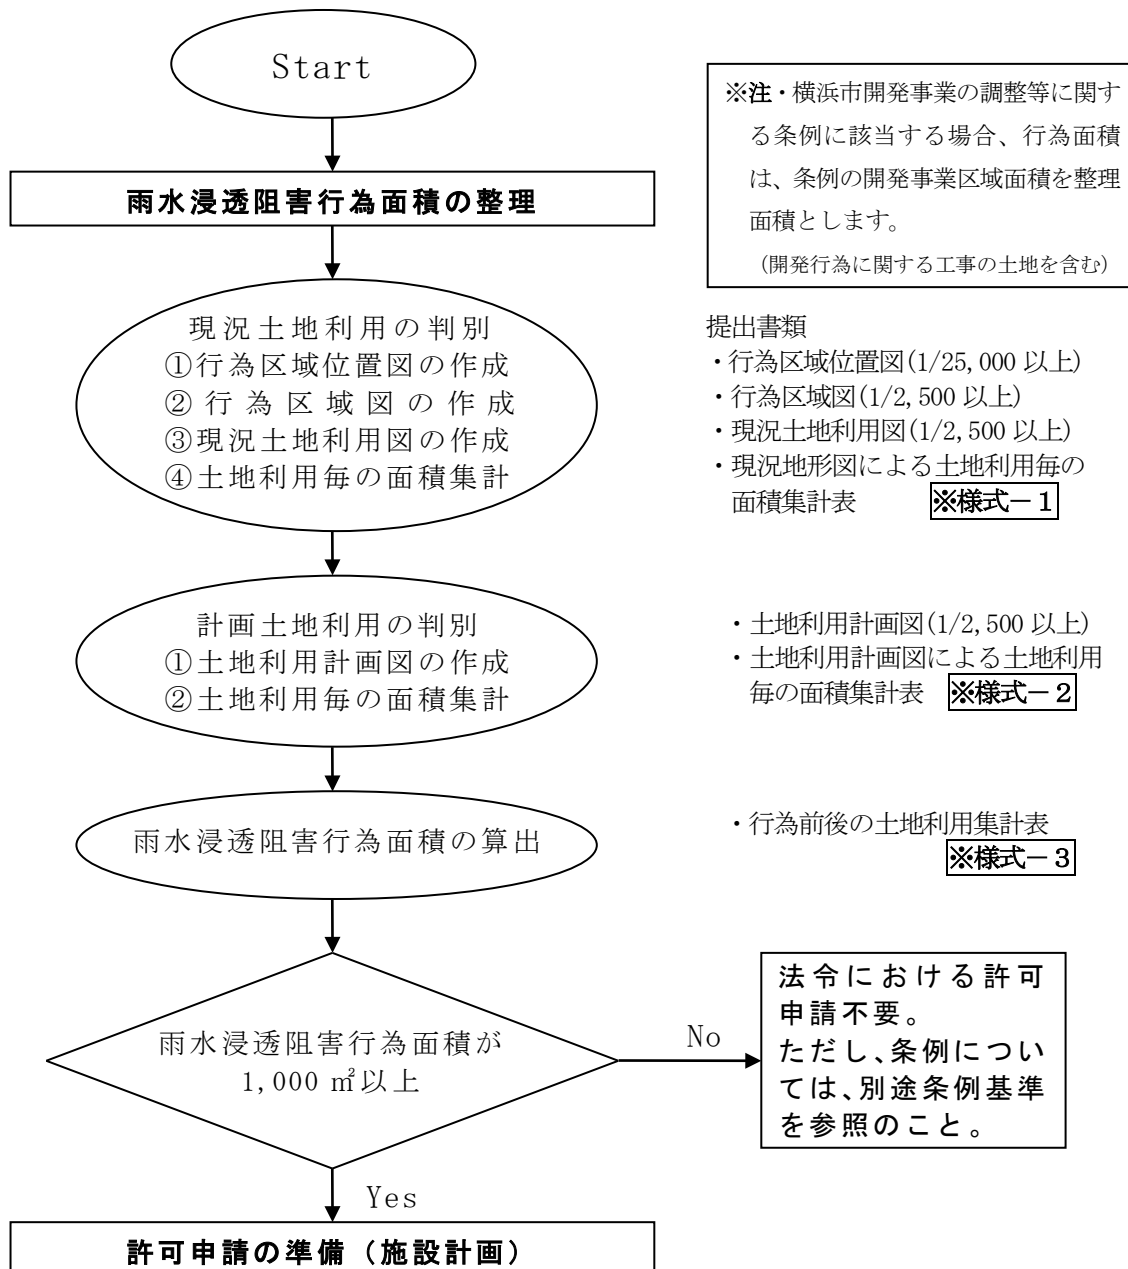 Start
※注・横浜市開発事業の調整等に関す
る条例に該当する場合、行為面積
は、条例の開発事業区域面積を整理
面積とします。
（開発行為に関する工事の土地を含む）
雨水浸透阻害行為面積の整理
現況土地利用の判別
①行為区域位置図の作成
②行為区域図の作成
③現況土地利用図の作成
④土地利用毎の面積集計
提出書類
・行為区域位置図(1/25,000 以上)
・行為区域図(1/2,500 以上)
・現況土地利用図(1/2,500 以上)
・現況地形図による土地利用毎の
面積集計表 ※様式－１
計画土地利用の判別
①土地利用計画図の作成
②土地利用毎の面積集計
・土地利用計画図(1/2,500 以上)
・土地利用計画図による土地利用
毎の面積集計表 ※様式－２
雨水浸透阻害行為面積の算出
・行為前後の土地利用集計表
※様式－３
雨水浸透阻害行為面積が
1,000 ㎡以上
No
法令における許可
申請不要。
ただし、条例につい
ては、別途条例基準
を参照のこと。
Yes
許可申請の準備（施設計画）